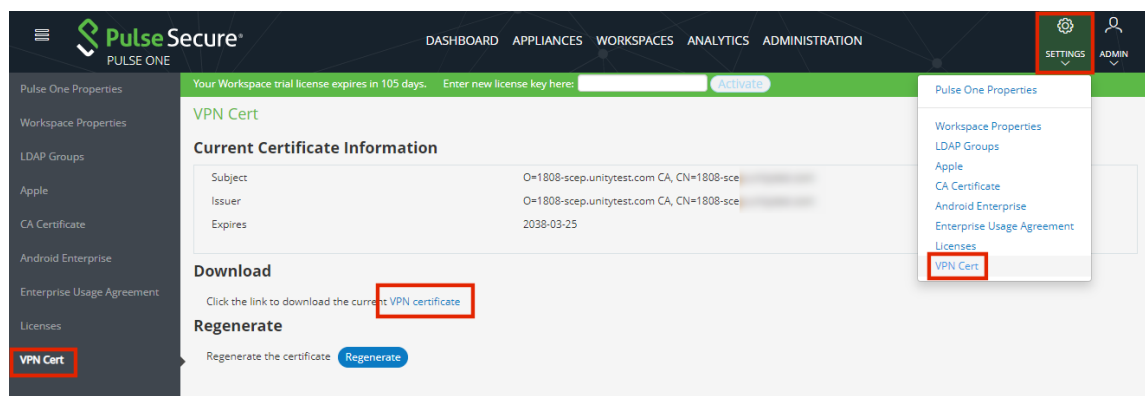 Pulse Secure®
PULSE ONE
DASHBOARD APPLIANCES WORKSPACES ANALYTICS ADMINISTRATION
SETTINGS
ADMIN
Pulse One Properties
Workspace Properties
LDAP Groups
Apple
CA Certificate
Android Enterprise
Enterprise Usage Agreement
Licenses
VPN Cert
Your Workspace trial license expires in 105 days. Enter new license key here: Activate
VPN Cert
Current Certificate Information
Subject O=1808-scep.unitytest.com CA, CN=1808-sce
Issuer O=1808-scep.unitytest.com CA, CN=1808-sce
Expires 2038-03-25
Download
Click the link to download the current VPN certificate
Regenerate
Regenerate the certificate Regenerate
Pulse One Properties
Workspace Properties
LDAP Groups
Apple
CA Certificate
Android Enterprise
Enterprise Usage Agreement
Licenses
VPN Cert